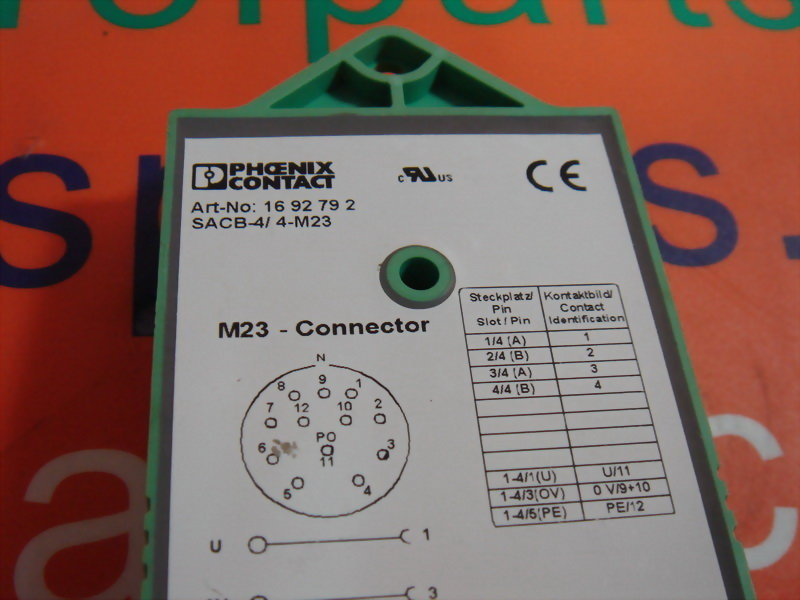 PHŒNIX
CONTACT
c UR US
CE
Art-No: 16 92 79 2
SACB-4/ 4-M23
M23 - Connector
Steckplatz/ Pin Slot / Pin
Kontaktbild/ Contact Identification
1/4 (A) 1
2/4 (B) 2
3/4 (A) 3
4/4 (B) 4
1-4/1(U) U/11
1-4/3(OV) 0 V/9+10
1-4/5(PE) PE/12
N
8 9 1
7 12 10 2
PO
6 11 3
5 4
U 1
3